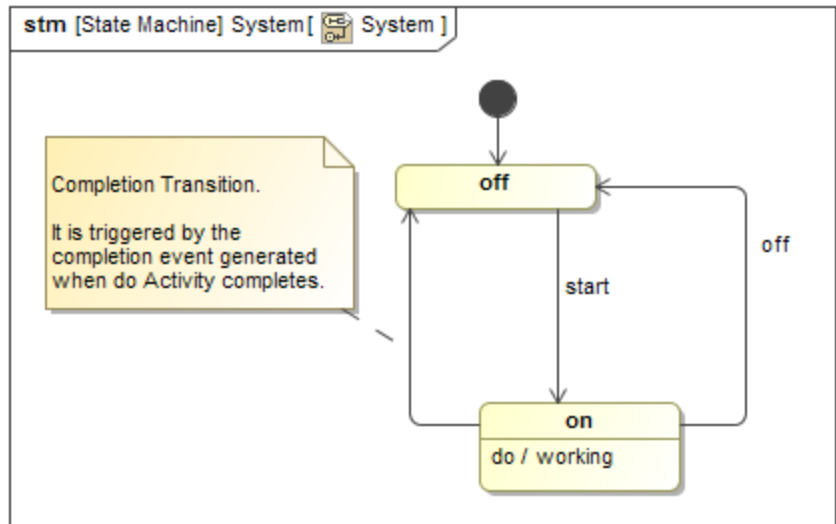 stm [State Machine] System[ System ]
Completion Transition.
It is triggered by the
completion event generated
when do Activity completes.
off
off
start
on
do / working